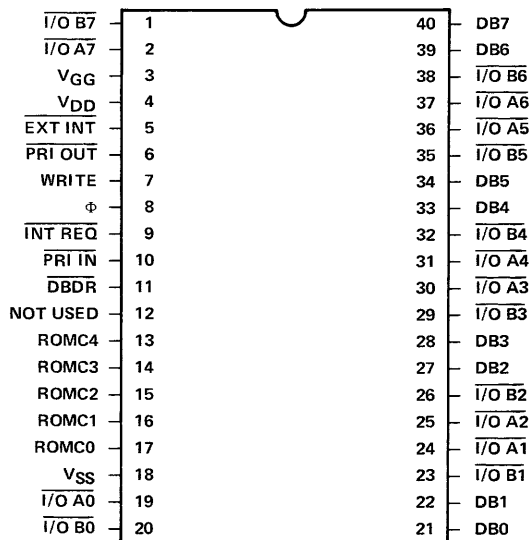 I/O B7 1 40 DB7
I/O A7 2 39 DB6
VGG 3 38 I/O B6
VDD 4 37 I/O A6
EXT INT 5 36 I/O A5
PRI OUT 6 35 I/O B5
WRITE 7 34 DB5
Φ 8 33 DB4
INT REQ 9 32 I/O B4
PRI IN 10 31 I/O A4
DBDR 11 30 I/O A3
NOT USED 12 29 I/O B3
ROMC4 13 28 DB3
ROMC3 14 27 DB2
ROMC2 15 26 I/O B2
ROMC1 16 25 I/O A2
ROMC0 17 24 I/O A1
VSS 18 23 I/O B1
I/O A0 19 22 DB1
I/O B0 20 21 DB0